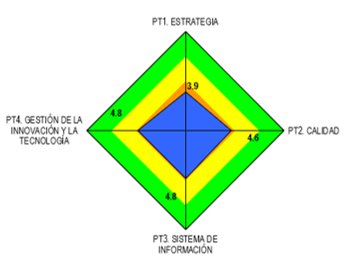 PT1. ESTRATEGIA
3.9
4.8
PT4. GESTIÓN DE LA
INNOVACIÓN Y LA
TECNOLOGÍA
4.6
PT2. CALIDAD
4.8
PT3. SISTEMA DE
INFORMACIÓN